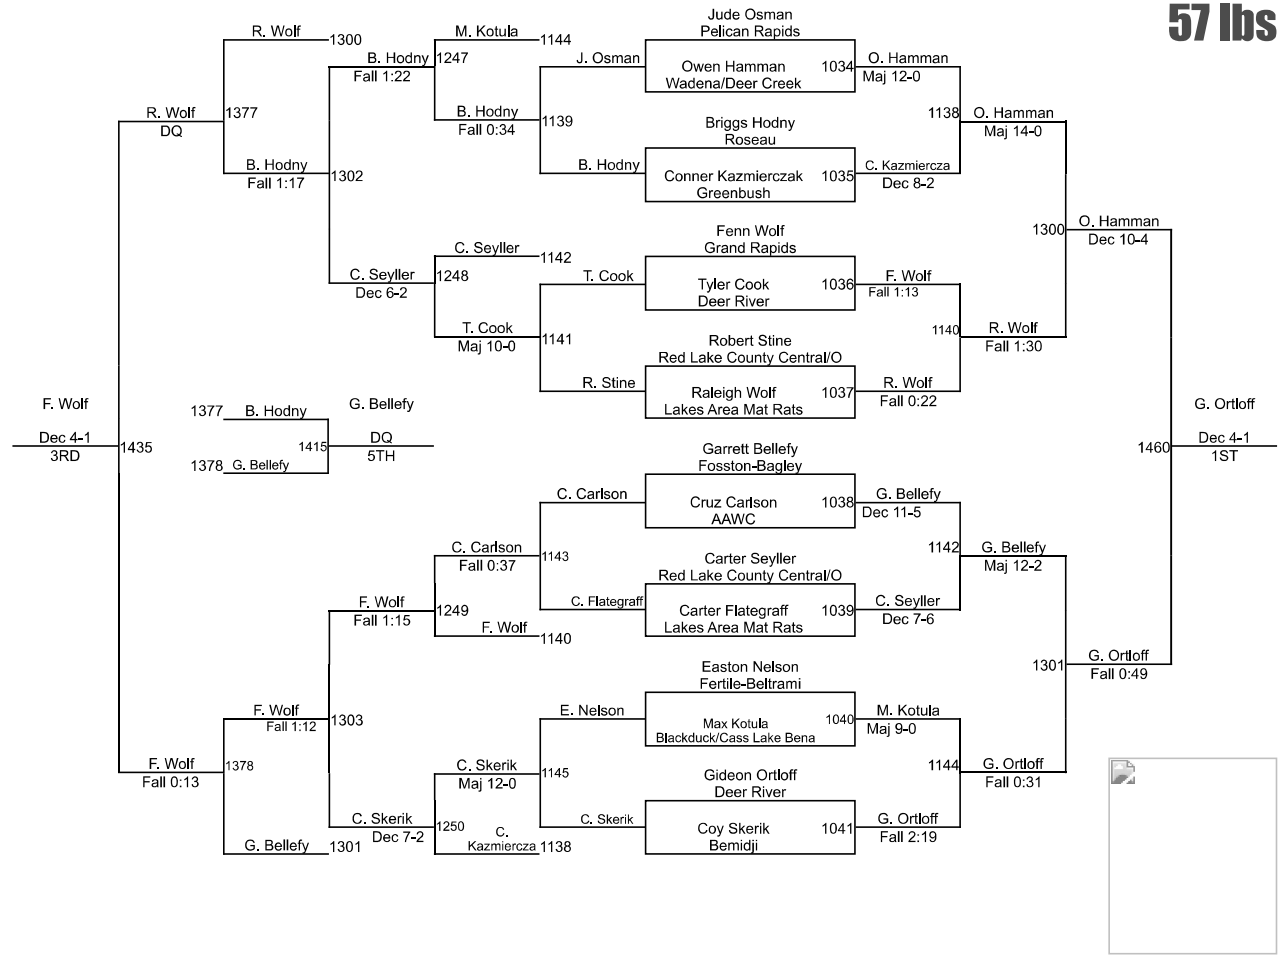 57 lbs
Jude Osman
Pelican Rapids
R. Wolf
1300
M. Kotula
1144
B. Hodny
1247
Fall 1:22
J. Osman
Owen Hamman
1034
Wadena/Deer Creek
O. Hamman
Maj 12-0
R. Wolf
1377
DQ
B. Hodny
Fall 0:34
1139
1138
O. Hamman
Maj 14-0
Briggs Hodny
Roseau
B. Hodny
Fall 1:17
1302
B. Hodny
Conner Kazmierczak
1035
Greenbush
C. Kazmiercza
Dec 8-2
Fenn Wolf
Grand Rapids
1300
O. Hamman
Dec 10-4
C. Seyller
1142
C. Seyller
1248
Dec 6-2
T. Cook
Tyler Cook
1036
Deer River
F. Wolf
Fall 1:13
T. Cook
Maj 10-0
1141
1140
R. Wolf
Fall 1:30
Robert Stine
Red Lake County Central/O
R. Stine
Raleigh Wolf
1037
Lakes Area Mat Rats
R. Wolf
Fall 0:22
F. Wolf
Dec 4-1
3RD
1435
1377
B. Hodny
1415
1378
G. Bellefy
G. Bellefy
DQ
5TH
G. Ortloff
1460
Dec 4-1
1ST
Garrett Bellefy
Fosston-Bagley
C. Carlson
Cruz Carlson
1038
AAWC
G. Bellefy
Dec 11-5
C. Carlson
Fall 0:37
1143
1142
G. Bellefy
Maj 12-2
Carter Seyller
Red Lake County Central/O
F. Wolf
1249
Fall 1:15
C. Flategraff
Carter Flategraff
1039
Lakes Area Mat Rats
C. Seyller
Dec 7-6
F. Wolf
1140
Easton Nelson
Fertile-Beltrami
1301
G. Ortloff
Fall 0:49
F. Wolf
Fall 1:12
1303
E. Nelson
Max Kotula
1040
Blackduck/Cass Lake Bena
M. Kotula
Maj 9-0
F. Wolf
1378
Fall 0:13
C. Skerik
Maj 12-0
1145
1144
G. Ortloff
Fall 0:31
Gideon Ortloff
Deer River
C. Skerik
Dec 7-2
1250
C. Skerik
Coy Skerik
1041
Bemidji
G. Ortloff
Fall 2:19
G. Bellefy
1301
C.
Kazmiercza
1138